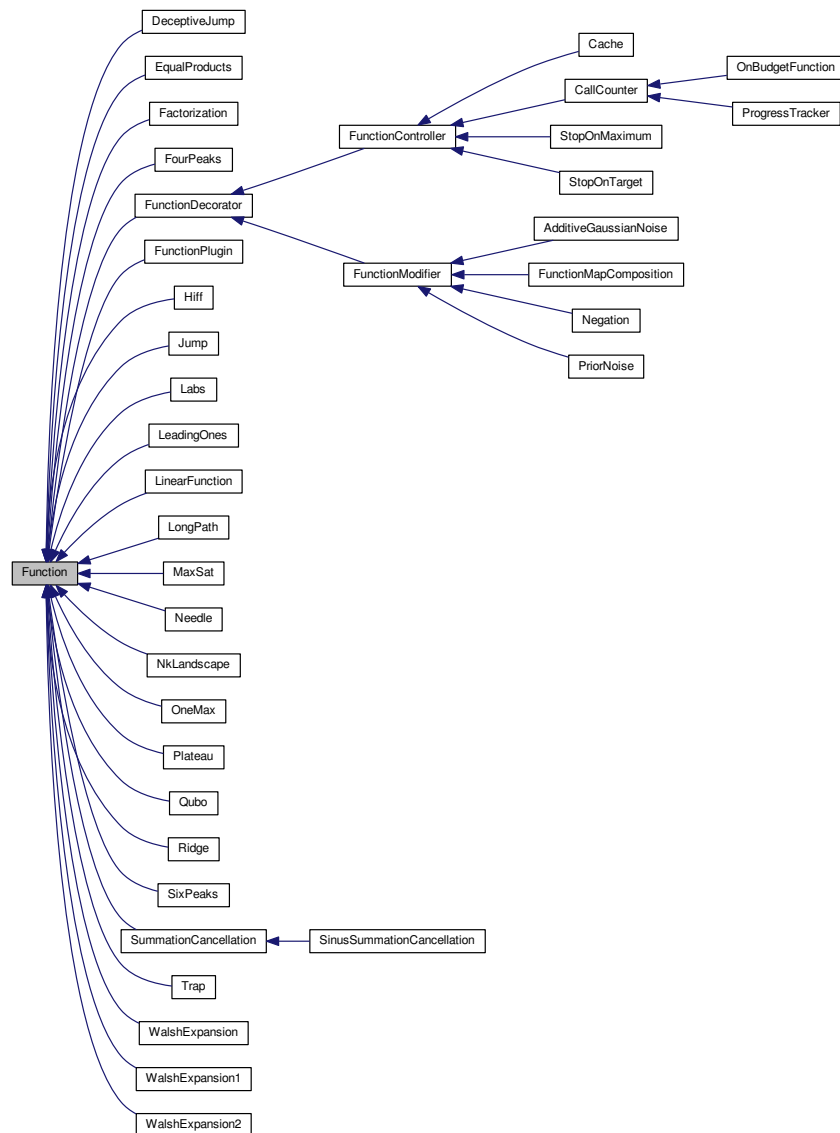 DeceptiveJump
EqualProducts
Factorization
FourPeaks
FunctionDecorator
FunctionPlugin
Hiff
Jump
Labs
LeadingOnes
LinearFunction
LongPath
Function
MaxSat
Needle
NkLandscape
OneMax
Plateau
Qubo
Ridge
SixPeaks
SummationCancellation
SinusSummationCancellation
Trap
WalshExpansion
WalshExpansion1
WalshExpansion2
FunctionController
FunctionModifier
Cache
CallCounter
StopOnMaximum
StopOnTarget
AdditiveGaussianNoise
FunctionMapComposition
Negation
PriorNoise
OnBudgetFunction
ProgressTracker